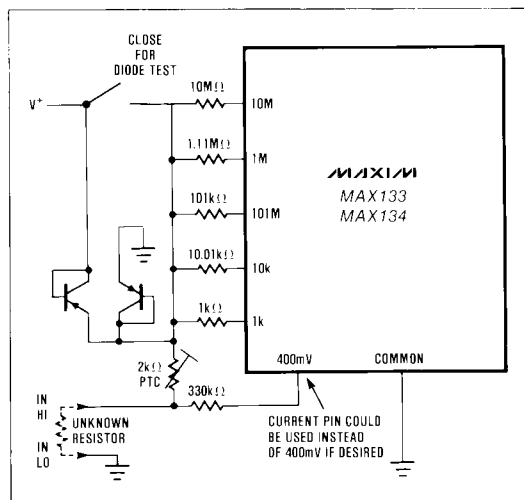 CLOSE
FOR
DIODE TEST
V+
10MΩ
10M
1.11MΩ
1M
MAXIM
MAX133
MAX134
101kΩ
101M
10.01kΩ
10k
1kΩ
1k
2kΩ
PTC
400mV
COMMON
330kΩ
IN
HI
UNKNOWN
RESISTOR
IN
LO
CURRENT PIN COULD
BE USED INSTEAD
OF 400mV IF DESIRED